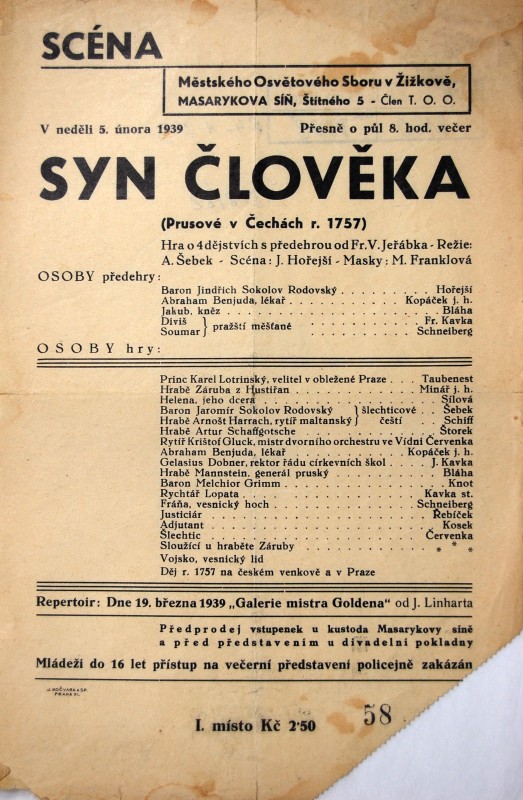 SCÉNA
Městského Osvětového Sboru v Žižkově,
MASARYKOVA SÍŇ, Štítného 5 - Člen T. O. O.
V neděli 5. února 1939 Přesně o půl 8. hod. večer
SYN ČLOVĚKA
(Prusové v Čechách r. 1757)
Hra o 4 dějstvích s předehrou od Fr. V. Jeřábka - Režie:
A. Šebek - Scéna: J. Hořejší - Masky: M. Franklová
OSOBY předehry:
Baron Jindřich Sokolov Rodovský . . . . . . . . Hořejší
Abraham Benjuda, lékař . . . . . . . . . Kopáček j. h.
Jakub, kněz . . . . . . . . . . . . . Bláha
Diviš } pražští měšťané . . . . . . . . . Fr. Kavka
Soumar } . . . . . . . . . Schneiberg
OSOBY hry:
Princ Karel Lotrinský, velitel v obležené Praze . . . Taubenest
Hrabě Záruba z Hustiřan . . . . . . . . . Minář j. h.
Helena, jeho dcera . . . . . . . . . . . Sílová
Baron Jaromír Sokolov Rodovský } šlechticové . . Šebek
Hrabě Arnošt Harrach, rytíř maltanský } čeští . . Schiff
Hrabě Artur Schaffgotsche . . . . . . . . . Štorek
Rytíř Krištof Gluck, mistr dvorního orchestru ve Vídni Červenka
Abraham Benjuda, lékař . . . . . . . . . Kopáček j. h.
Gelasius Dobner, rektor řádu církevních škol . . . . J. Kavka
Hrabě Mannstein, generál pruský . . . . . . . Bláha
Baron Melchior Grimm . . . . . . . . . . Knot
Rychtář Lopata . . . . . . . . . . . . Kavka st.
Fráňa, vesnický hoch . . . . . . . . . . Schneiberg
Justiciár . . . . . . . . . . . . . . Řebíček
Adjutant . . . . . . . . . . . . . . Kosek
Šlechtic . . . . . . . . . . . . . . Červenka
Sloužící u hraběte Záruby . . . . . . . . . * * *
Vojsko, vesnický lid
Děj r. 1757 na českém venkově a v Praze
Repertoir: Dne 19. března 1939 „Galerie mistra Goldena" od J. Linharta
Předprodej vstupenek u kustoda Masarykovy síně
a před představením u divadelní pokladny
Mládeži do 16 let přístup na večerní představení policejně zakázán
I. místo Kč 2·50 58